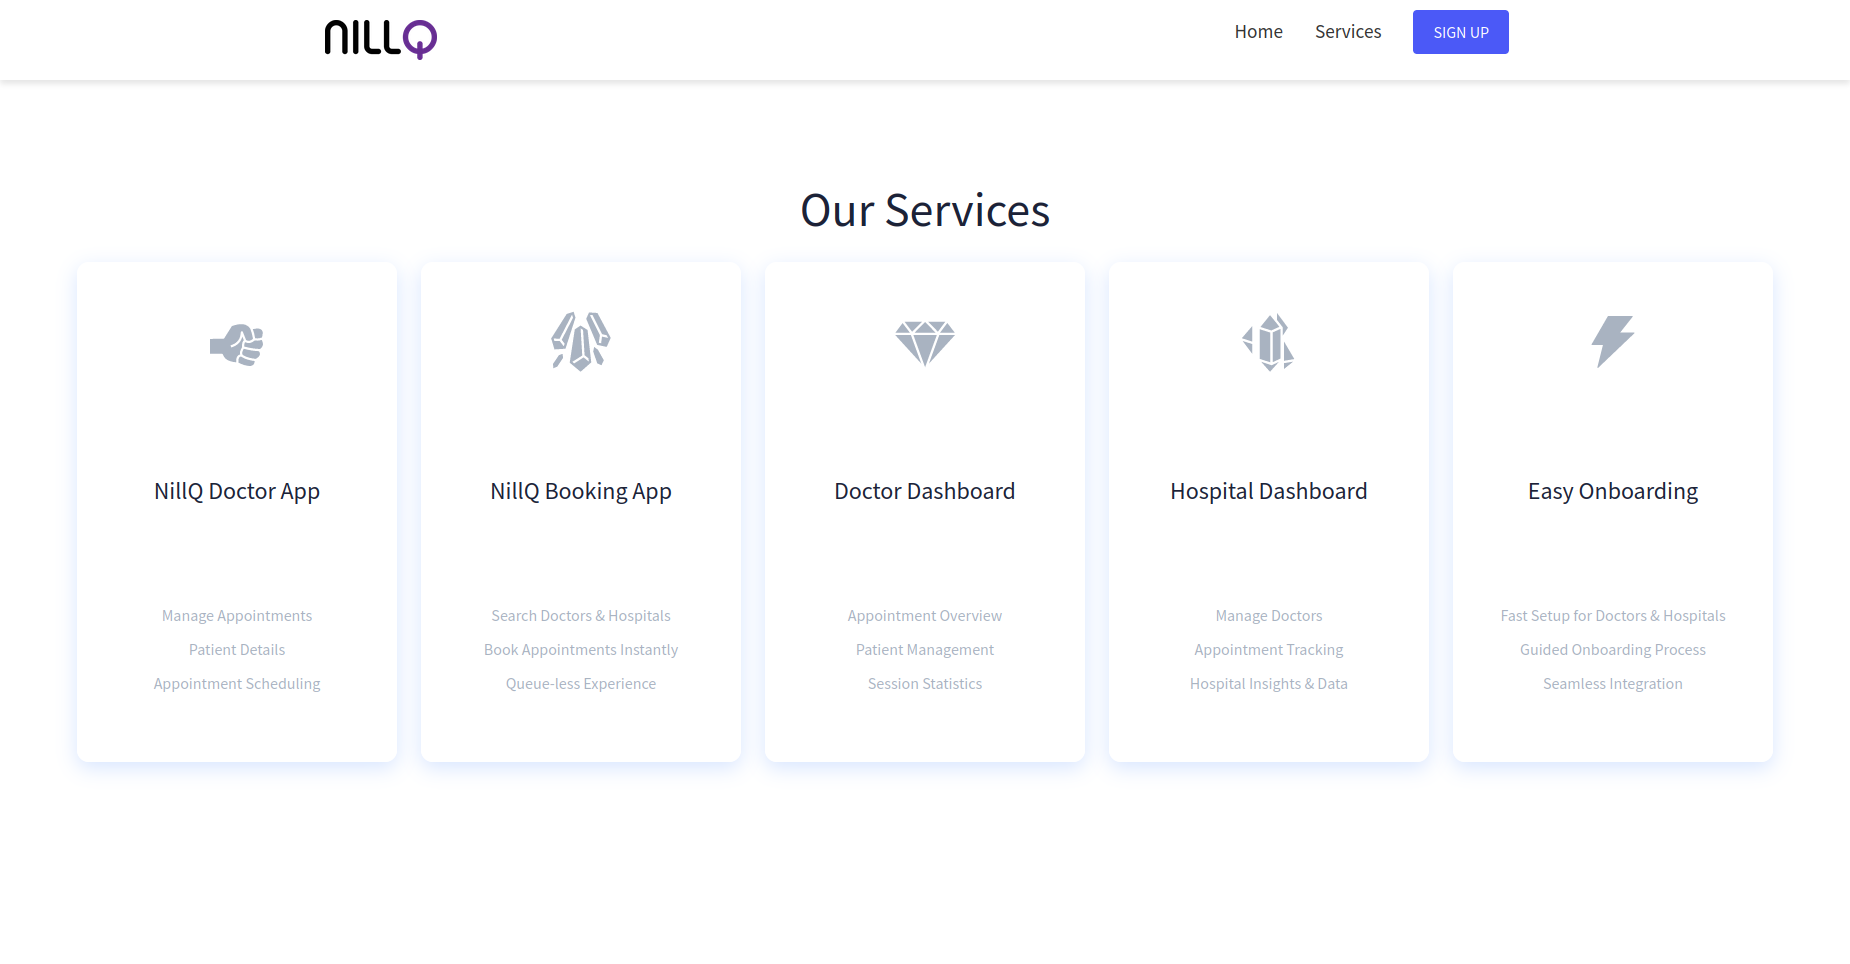 NILLQ
Home Services SIGN UP
Our Services
NillQ Doctor App
Manage Appointments
Patient Details
Appointment Scheduling
NillQ Booking App
Search Doctors & Hospitals
Book Appointments Instantly
Queue-less Experience
Doctor Dashboard
Appointment Overview
Patient Management
Session Statistics
Hospital Dashboard
Manage Doctors
Appointment Tracking
Hospital Insights & Data
Easy Onboarding
Fast Setup for Doctors & Hospitals
Guided Onboarding Process
Seamless Integration